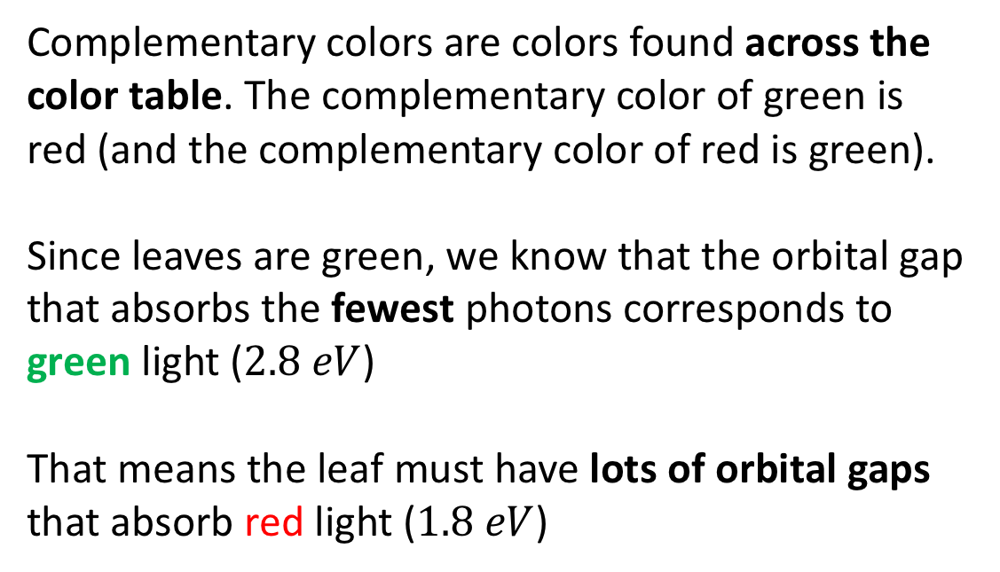 Complementary colors are colors found across the
color table. The complementary color of green is
red (and the complementary color of red is green).
Since leaves are green, we know that the orbital gap
that absorbs the fewest photons corresponds to
green light (2.8 eV)
That means the leaf must have lots of orbital gaps
that absorb red light (1.8 eV)